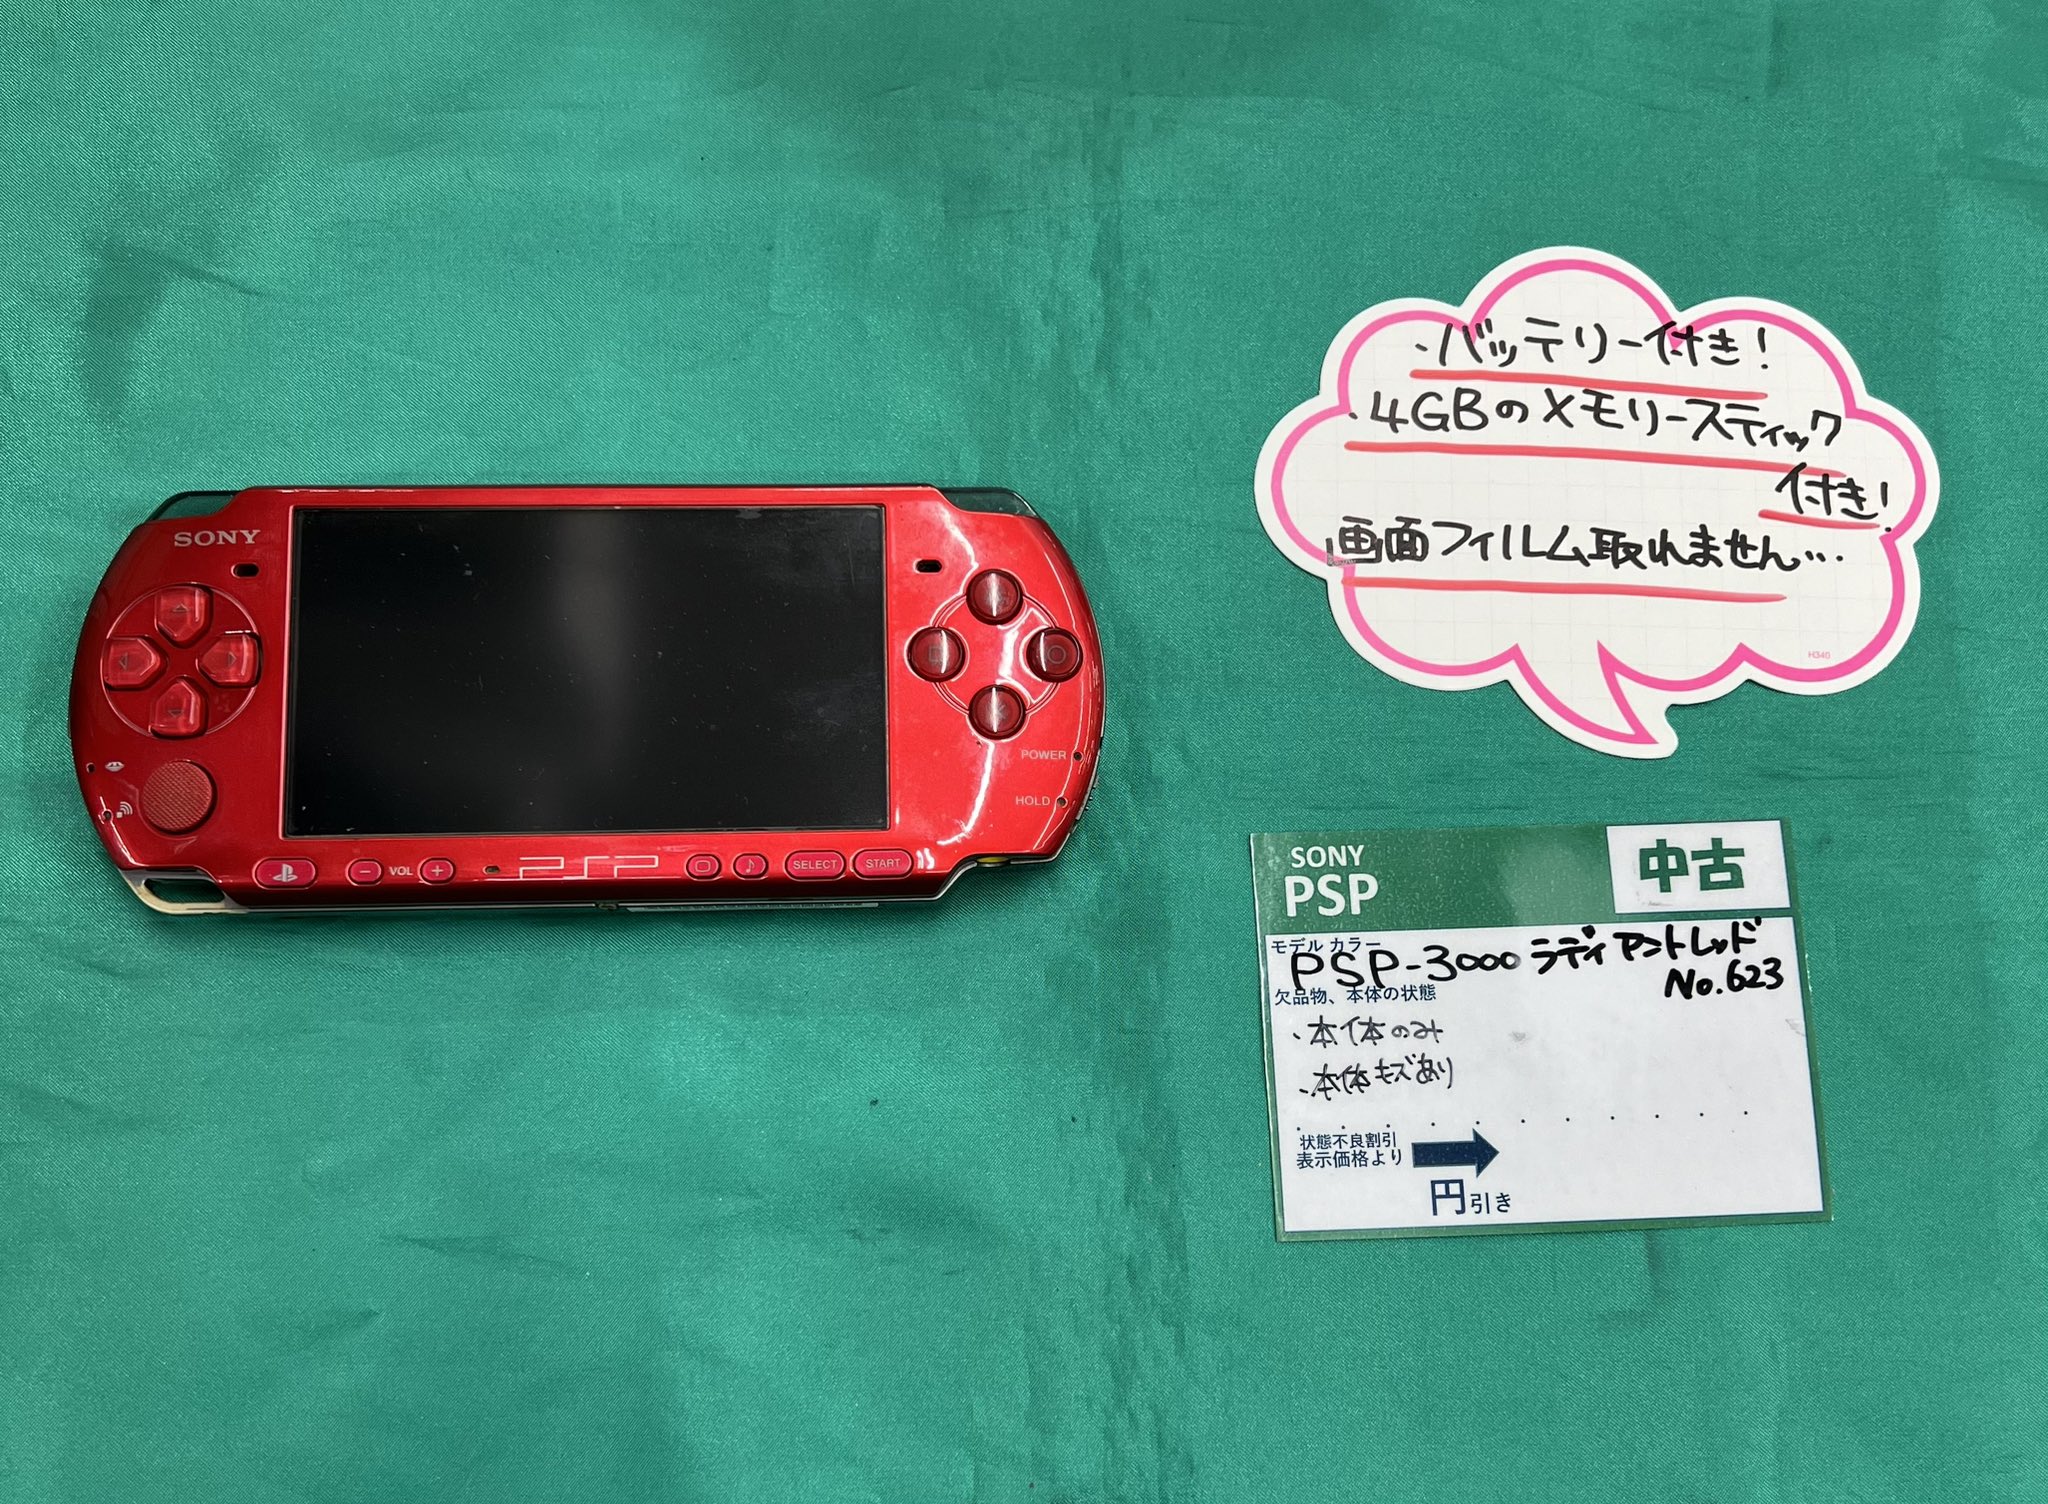 SONY
POWER
HOLD
VOL
PSP
SELECT
START
・バッテリー付き!
・4GBのメモリースティック
付き!
画面フィルム取れません…
H340
SONY
PSP
中古
モデル カラー
PSP-3000 ラディアントレッド
No.623
欠品物、本体の状態
・本体のみ
・本体キズあり
状態不良割引
表示価格より
円引き